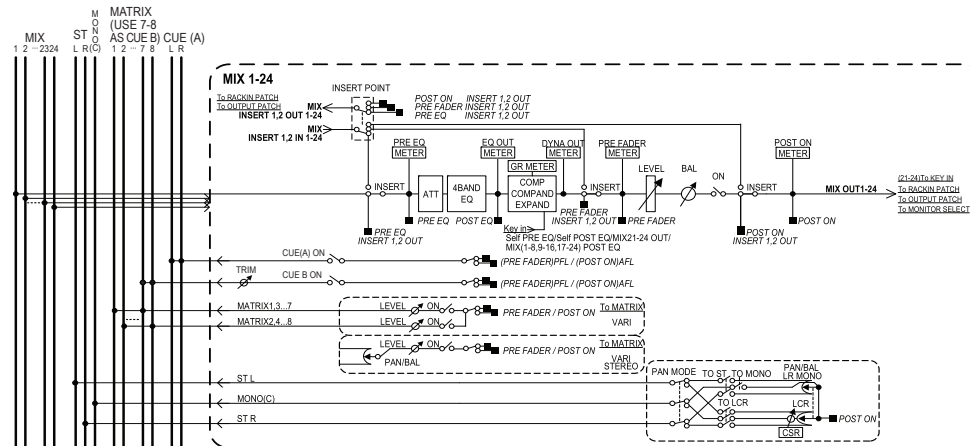 MIX
1 2 ··· 2324
ST
L R
MONO
(C)
MATRIX
(USE 7-8
AS CUE B)
1 2 ··· 7 8
CUE (A)
L R
MIX 1-24
INSERT POINT
To RACKIN PATCH
To OUTPUT PATCH
MIX
INSERT 1,2 OUT 1-24
POST ON INSERT 1,2 OUT
PRE FADER INSERT 1,2 OUT
PRE EQ INSERT 1,2 OUT
MIX
INSERT 1,2 IN 1-24
PRE EQ
METER
EQ OUT
METER
DYNA OUT
METER
PRE FADER
METER
POST ON
METER
GR METER
LEVEL
BAL
ON
INSERT
ATT
4BAND
EQ
COMP
COMPAND
EXPAND
INSERT
INSERT
MIX OUT1-24
(21-24)To KEY IN
To RACKIN PATCH
To OUTPUT PATCH
To MONITOR SELECT
PRE EQ
INSERT 1,2 OUT
PRE EQ
POST EQ
PRE FADER
INSERT 1,2 OUT
PRE FADER
POST ON
INSERT 1,2 OUT
POST ON
Key in
Self PRE EQ/Self POST EQ/MIX21-24 OUT/
MIX(1-8,9-16,17-24) POST EQ
CUE(A) ON
(PRE FADER)PFL / (POST ON)AFL
TRIM
CUE B ON
(PRE FADER)PFL / (POST ON)AFL
MATRIX1,3...7
LEVEL
ON
PRE FADER / POST ON
To MATRIX
VARI
MATRIX2,4...8
LEVEL
ON
LEVEL
ON
PAN/BAL
PRE FADER / POST ON
To MATRIX
VARI
STEREO
ST L
MONO(C)
ST R
PAN MODE
TO ST
TO MONO
PAN/BAL
LR MONO
TO LCR
LCR
CSR
POST ON